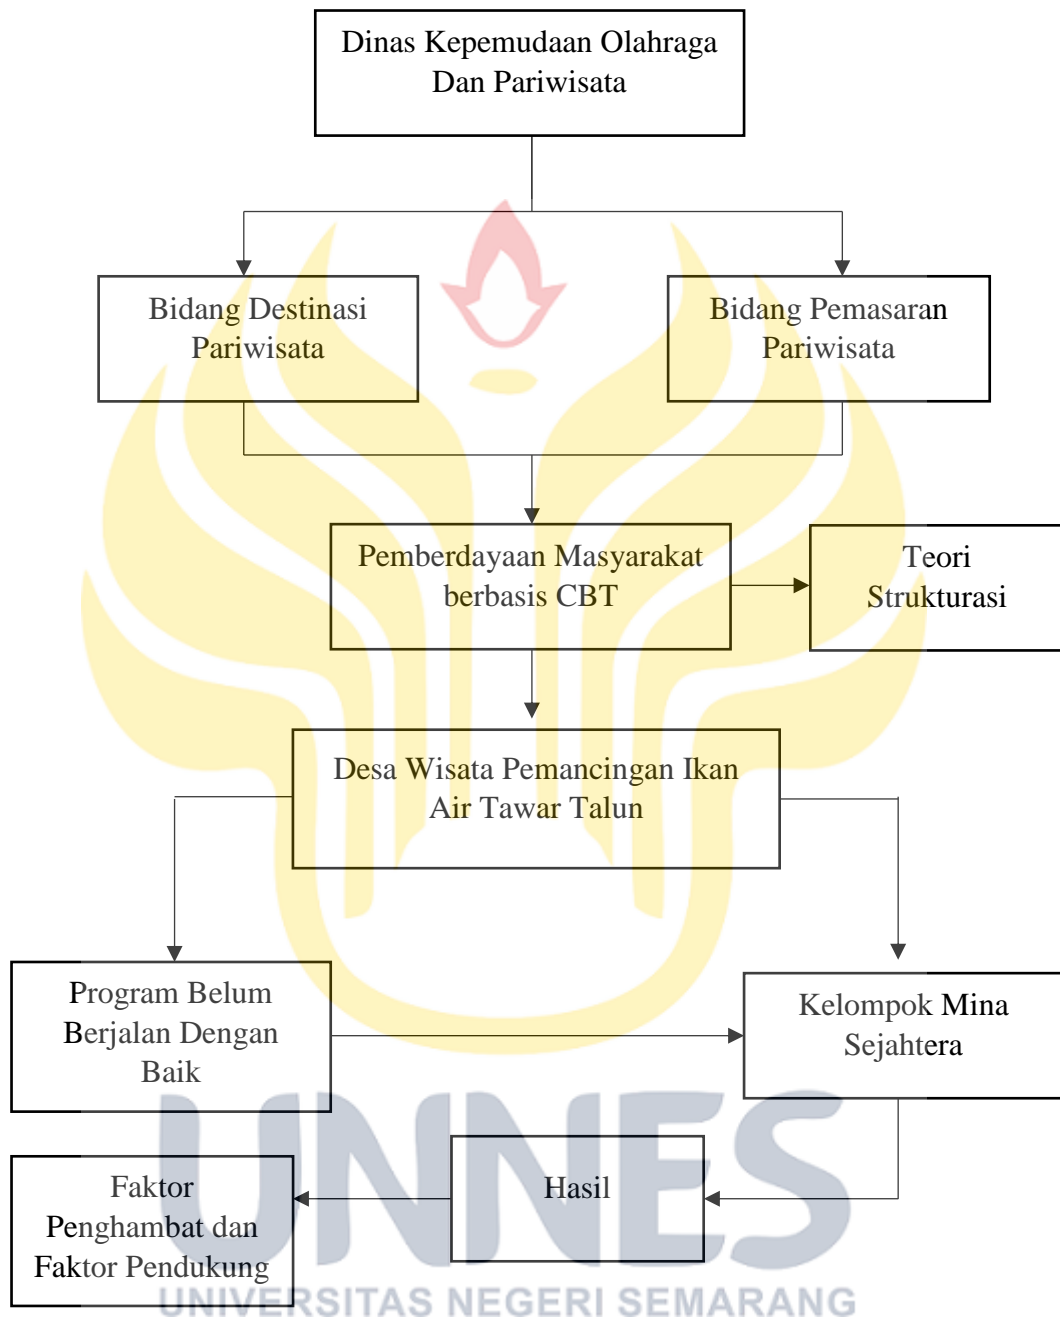 Dinas Kepemudaan Olahraga
Dan Pariwisata
Bidang Destinasi
Pariwisata
Bidang Pemasaran
Pariwisata
Pemberdayaan Masyarakat
berbasis CBT
Teori
Strukturasi
Desa Wisata Pemancingan Ikan
Air Tawar Talun
Program Belum
Berjalan Dengan
Baik
Kelompok Mina
Sejahtera
Hasil
Faktor
Penghambat dan
Faktor Pendukung
UNNES
UNIVERSITAS NEGERI SEMARANG